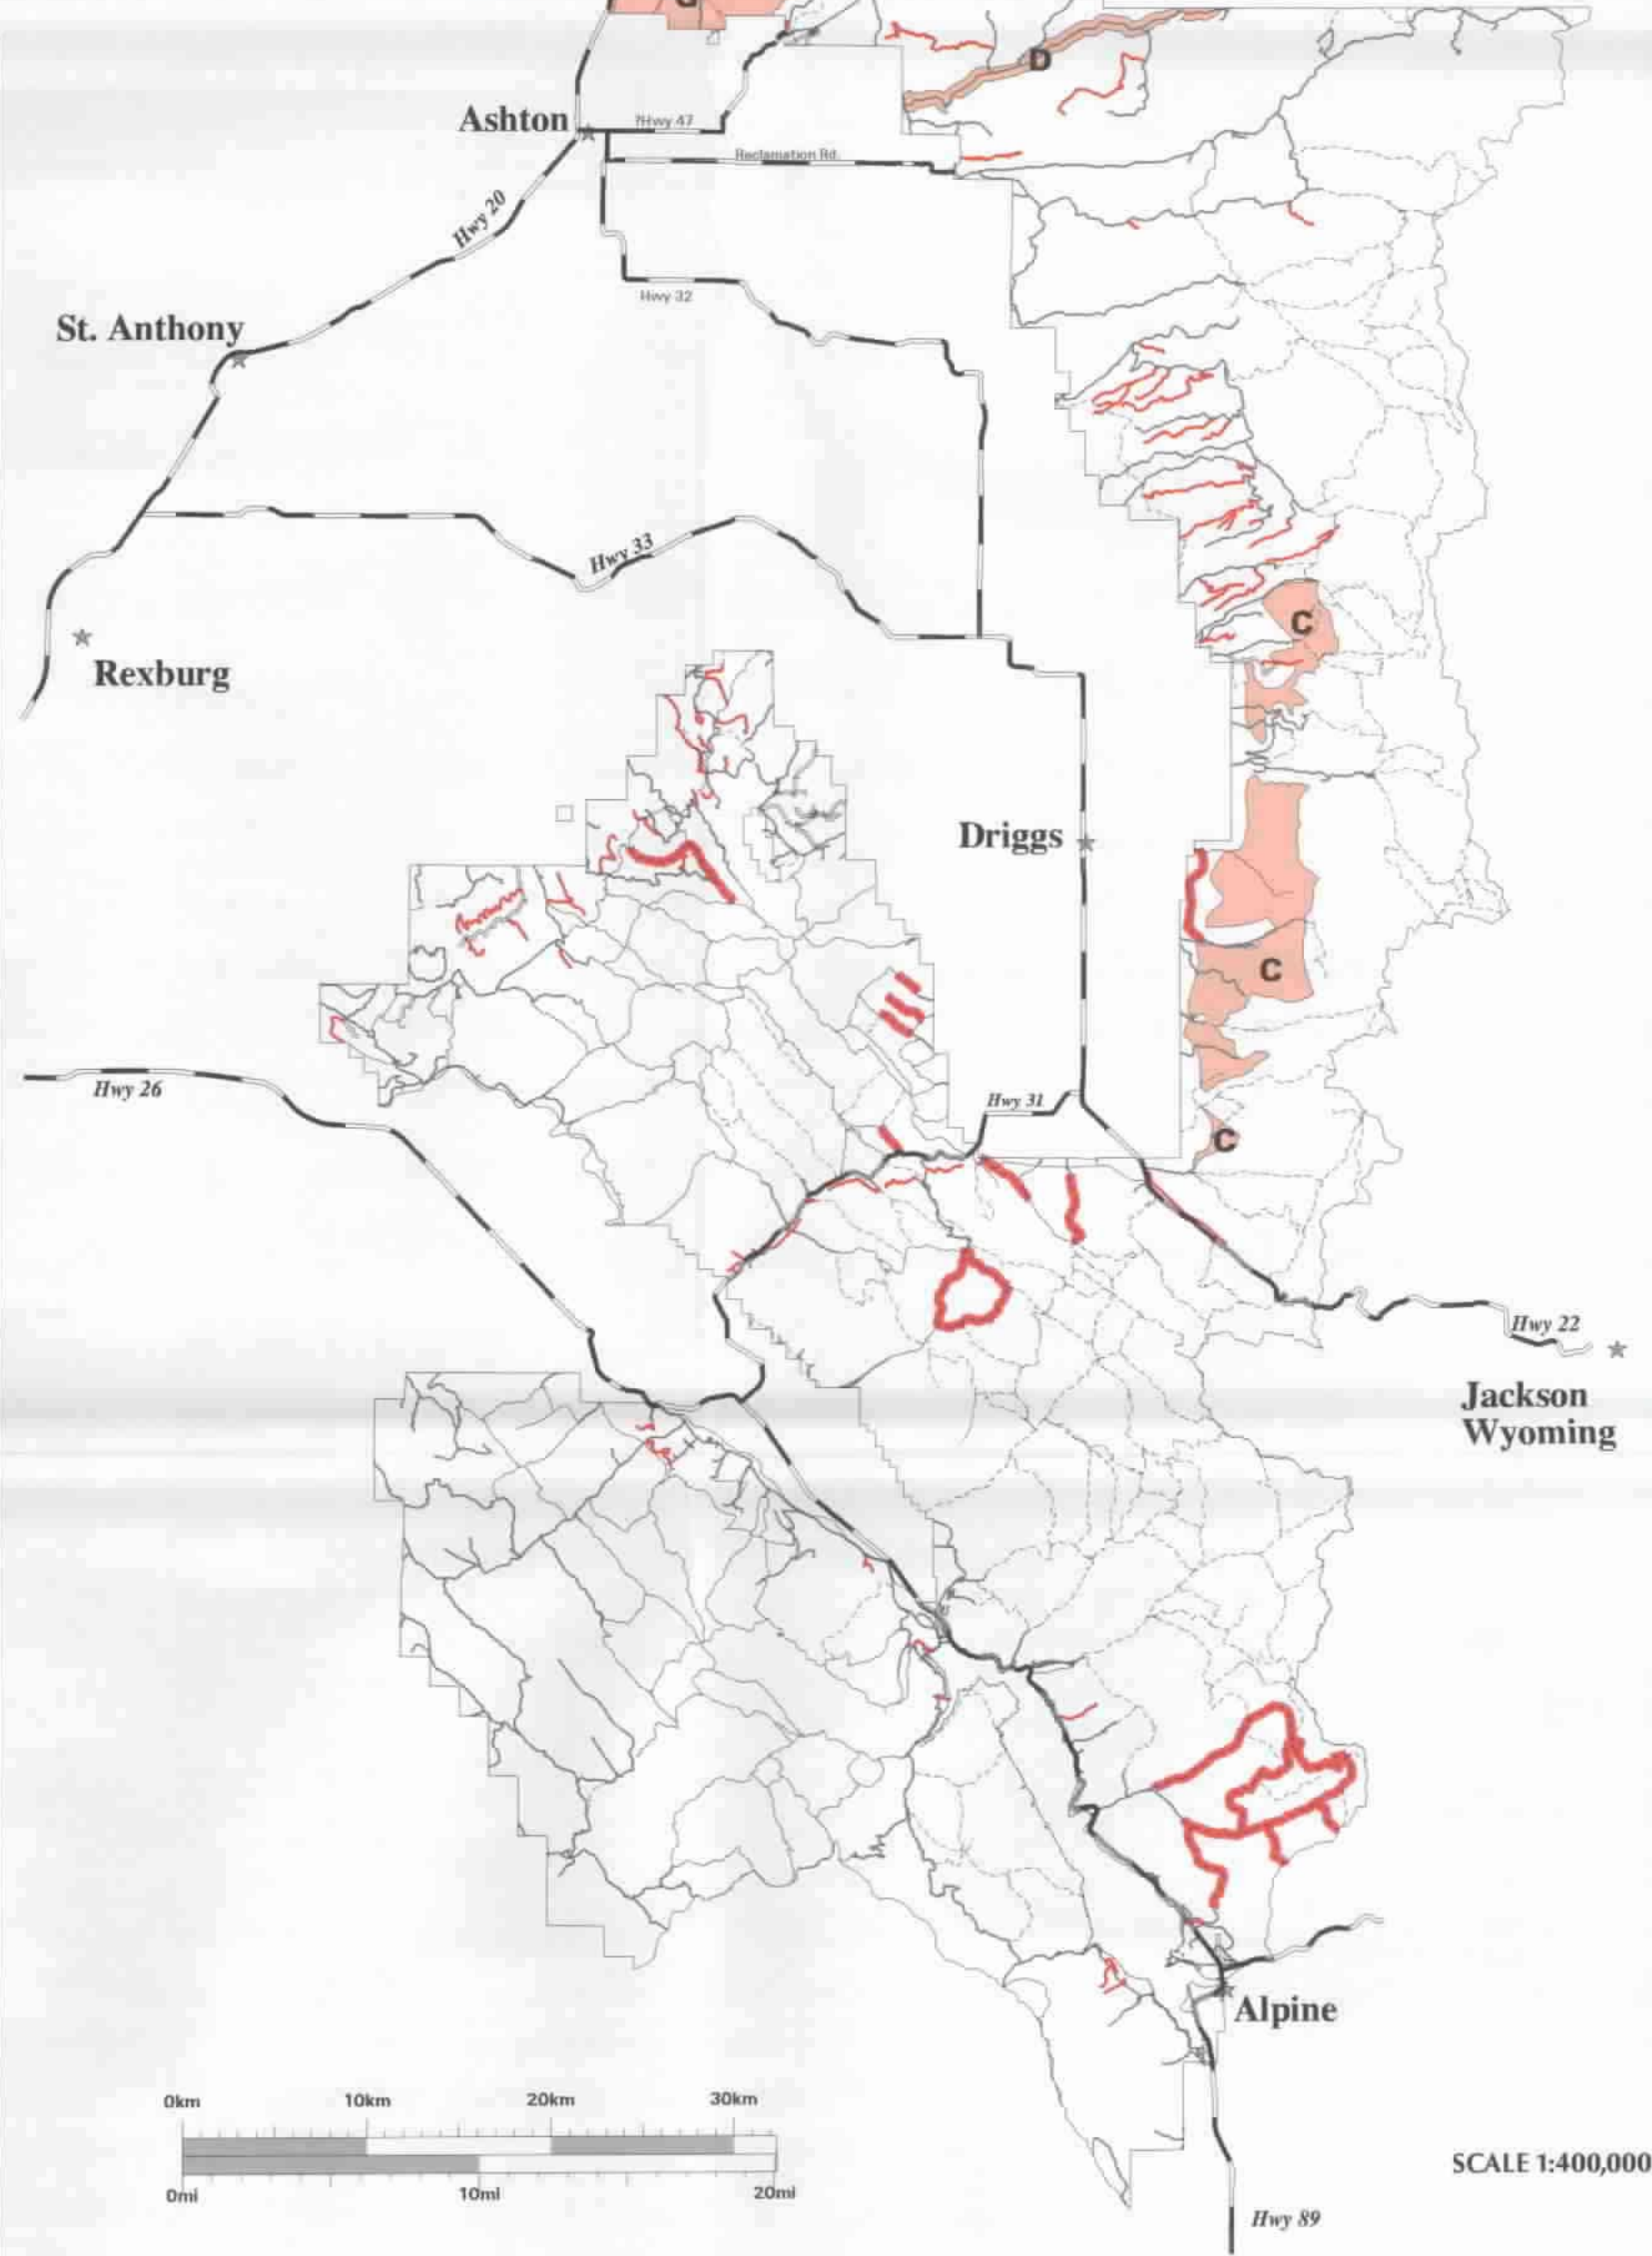 D
Ashton
?Hwy 47
Reclamation Rd.
Hwy 20
Hwy 32
St. Anthony
Hwy 33
C
Rexburg
Driggs
C
Hwy 26
Hwy 31
C
Hwy 22
Jackson
Wyoming
Alpine
0km 10km 20km 30km
0mi 10mi 20mi
SCALE 1:400,000
Hwy 89